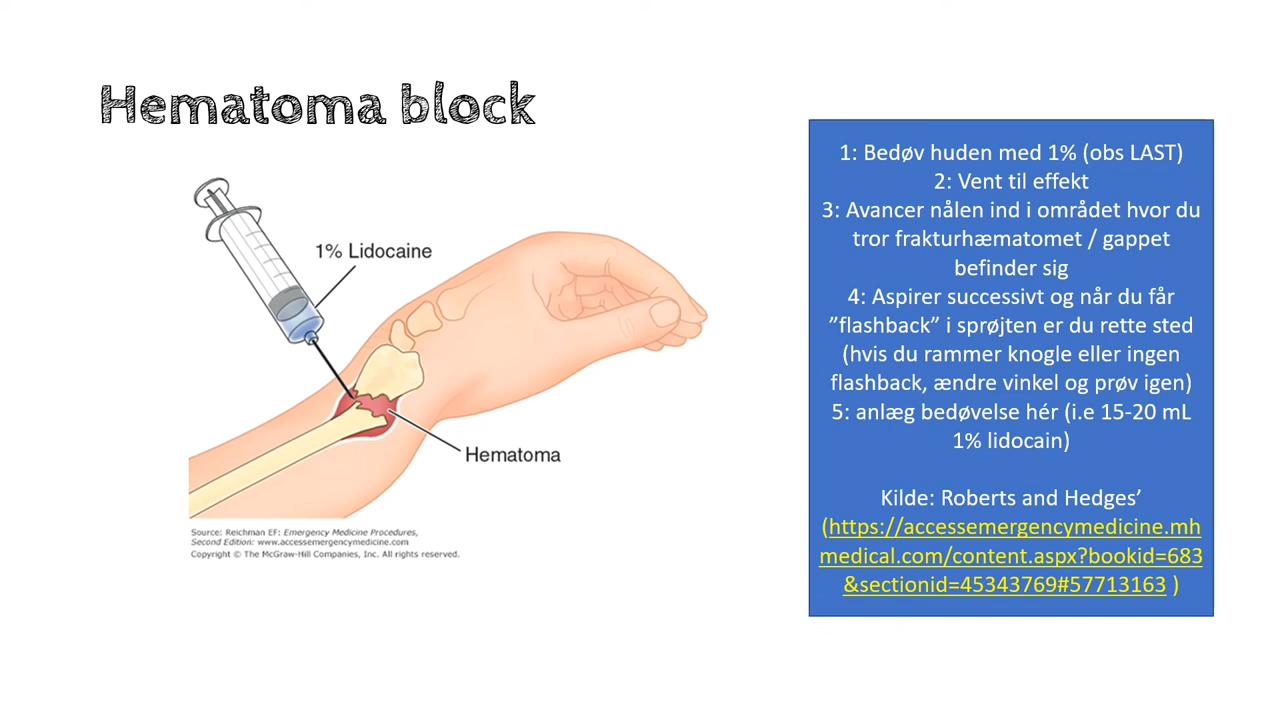 Hematoma block
1% Lidocaine
Hematoma
Source: Reichman EF: Emergency Medicine Procedures,
Second Edition: www.accessemergencymedicine.com
Copyright © The McGraw-Hill Companies, Inc. All rights reserved.
1: Bedøv huden med 1% (obs LAST)
2: Vent til effekt
3: Avancer nålen ind i området hvor du
tror frakturhæmatomet / gappet
befinder sig
4: Aspirer successivt og når du får
”flashback” i sprøjten er du rette sted
(hvis du rammer knogle eller ingen
flashback, ændre vinkel og prøv igen)
5: anlæg bedøvelse hér (i.e 15-20 mL
1% lidocain)
Kilde: Roberts and Hedges’
(https://accessemergencymedicine.mh
medical.com/content.aspx?bookid=683
&sectionid=45343769#57713163 )